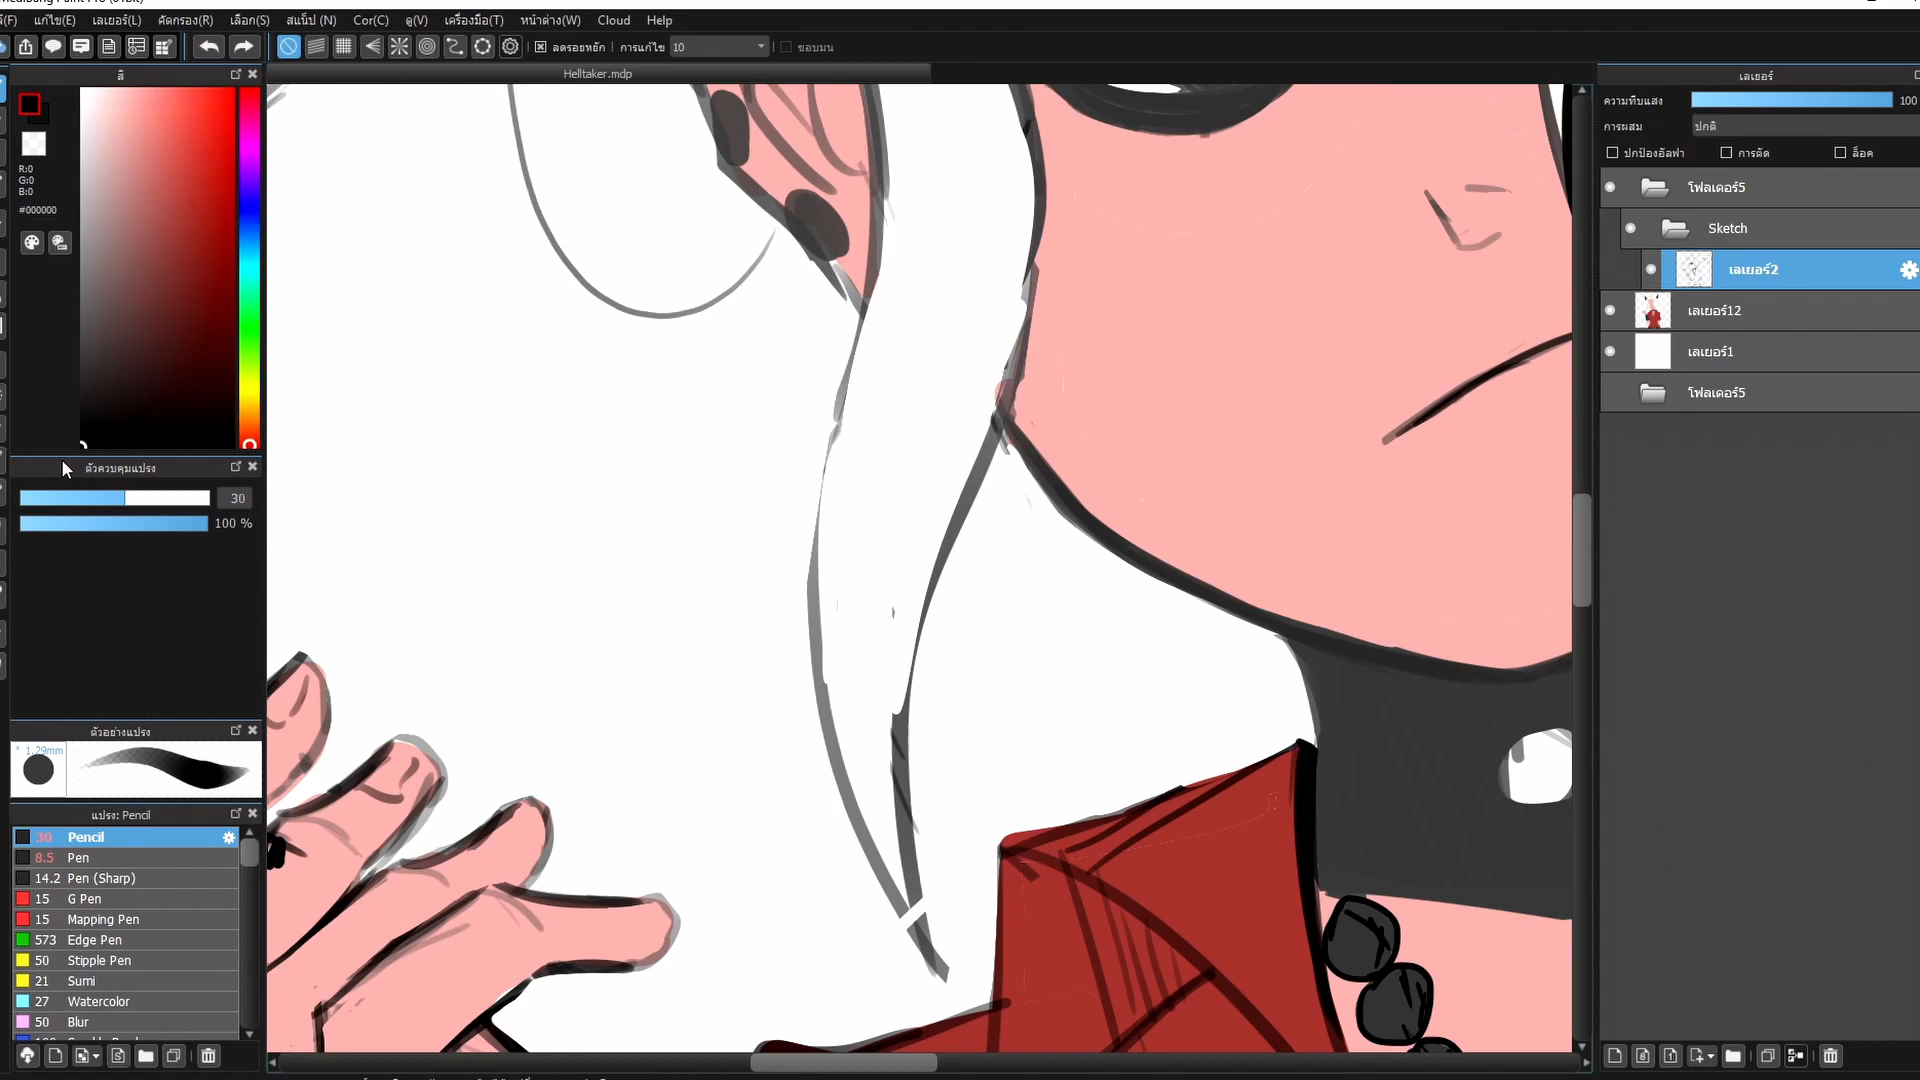 แก้ไข(E) เลเยอร์(L) คัดกรอง(R) เลือก(S) สแน็ป (N) Cor(C) ดู(V) เครื่องมือ(T) หน้าต่าง(W) Cloud Help
ลดรอยหยัก การแก้ไข 10 ขอบมน
สี
Helltaker.mdp
เลเยอร์
ความทึบแสง 100
การผสม ปกติ
ปกป้องอัลฟา การตัด ล็อค
R:0
G:0
B:0
#000000
โฟลเดอร์5
Sketch
เลเยอร์2
เลเยอร์12
เลเยอร์1
โฟลเดอร์5
ตัวควบคุมแปรง
30
100 %
ตัวอย่างแปรง
* 1.29mm
แปรง: Pencil
30 Pencil
8.5 Pen
14.2 Pen (Sharp)
15 G Pen
15 Mapping Pen
573 Edge Pen
50 Stipple Pen
21 Sumi
27 Watercolor
50 Blur